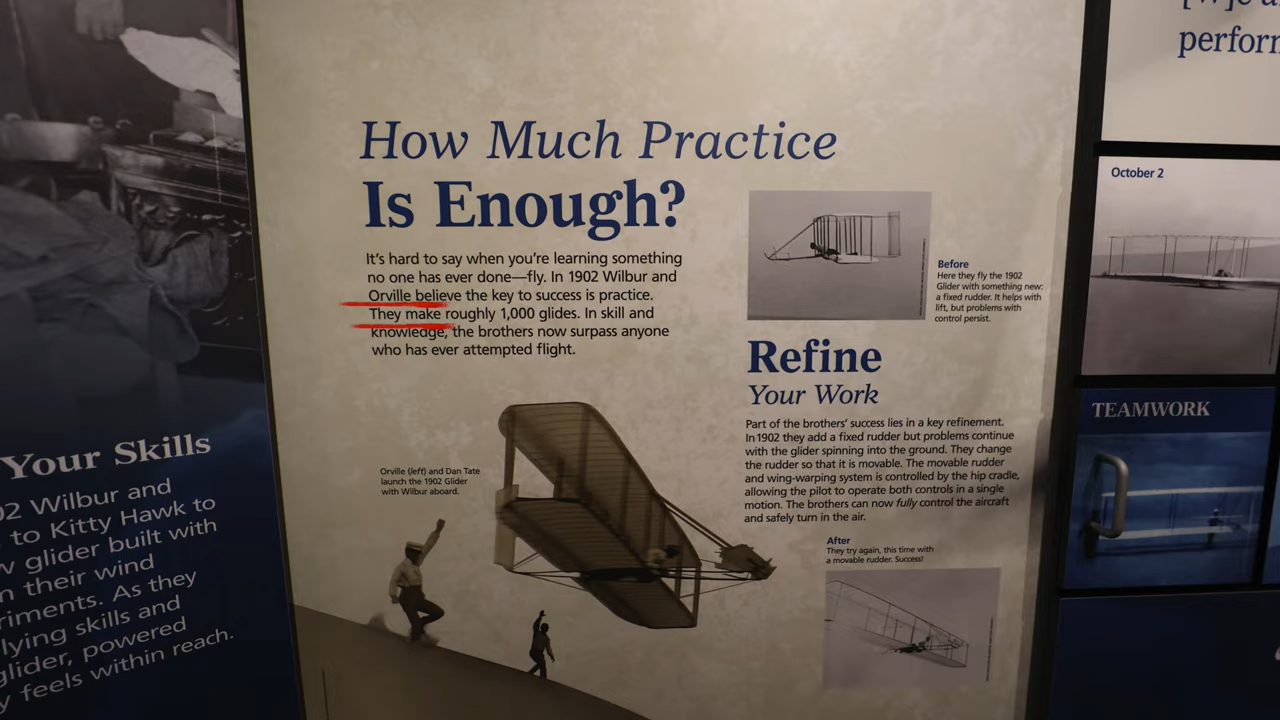 How Much Practice
Is Enough?
It's hard to say when you're learning something
no one has ever done—fly. In 1902 Wilbur and
Orville believe the key to success is practice.
They make roughly 1,000 glides. In skill and
knowledge, the brothers now surpass anyone
who has ever attempted flight.
Before
Here they fly the 1902
Glider with something new:
a fixed rudder. It helps with
lift, but problems with
control persist.
Refine
Your Work
Part of the brothers' success lies in a key refinement.
In 1902 they add a fixed rudder but problems continue
with the glider spinning into the ground. They change
the rudder so that it is movable. The movable rudder
and wing-warping system is controlled by the hip cradle,
allowing the pilot to operate both controls in a single
motion. The brothers can now fully control the aircraft
and safely turn in the air.
Orville (left) and Dan Tate
launch the 1902 Glider
with Wilbur aboard.
After
They try again, this time with
a movable rudder. Success!
Your Skills
02 Wilbur and
to Kitty Hawk to
w glider built with
n their wind
riments. As they
lying skills and
glider, powered
y feels within reach.
perform
October 2
TEAMWORK